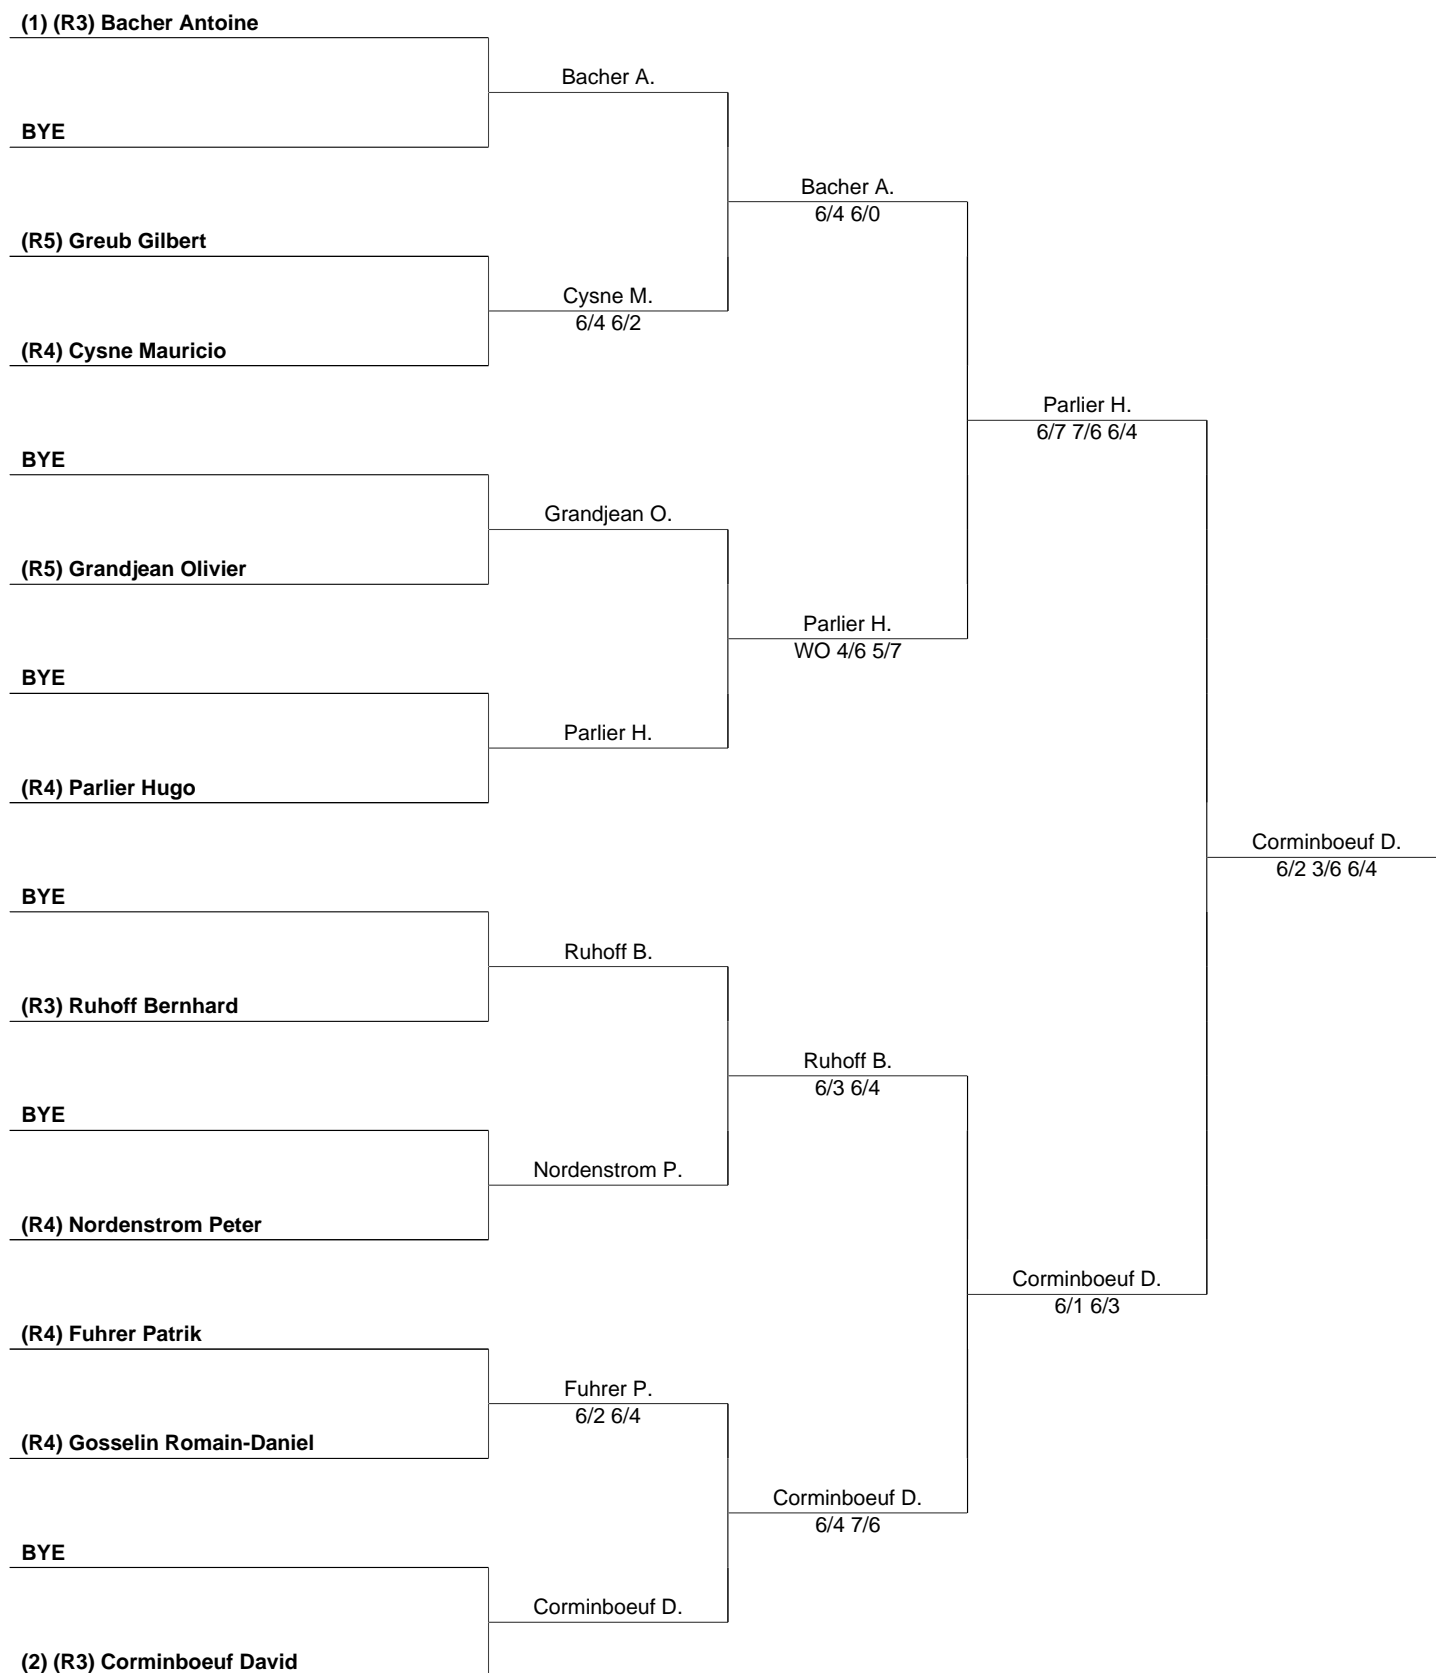 (1) (R3) Bacher Antoine
Bacher A.
BYE
Bacher A.
6/4 6/0
(R5) Greub Gilbert
Cysne M.
6/4 6/2
(R4) Cysne Mauricio
Parlier H.
6/7 7/6 6/4
BYE
Grandjean O.
(R5) Grandjean Olivier
Parlier H.
WO 4/6 5/7
BYE
Parlier H.
(R4) Parlier Hugo
Corminboeuf D.
6/2 3/6 6/4
BYE
Ruhoff B.
(R3) Ruhoff Bernhard
Ruhoff B.
6/3 6/4
BYE
Nordenstrom P.
(R4) Nordenstrom Peter
Corminboeuf D.
6/1 6/3
(R4) Fuhrer Patrik
Fuhrer P.
6/2 6/4
(R4) Gosselin Romain-Daniel
Corminboeuf D.
6/4 7/6
BYE
Corminboeuf D.
(2) (R3) Corminboeuf David